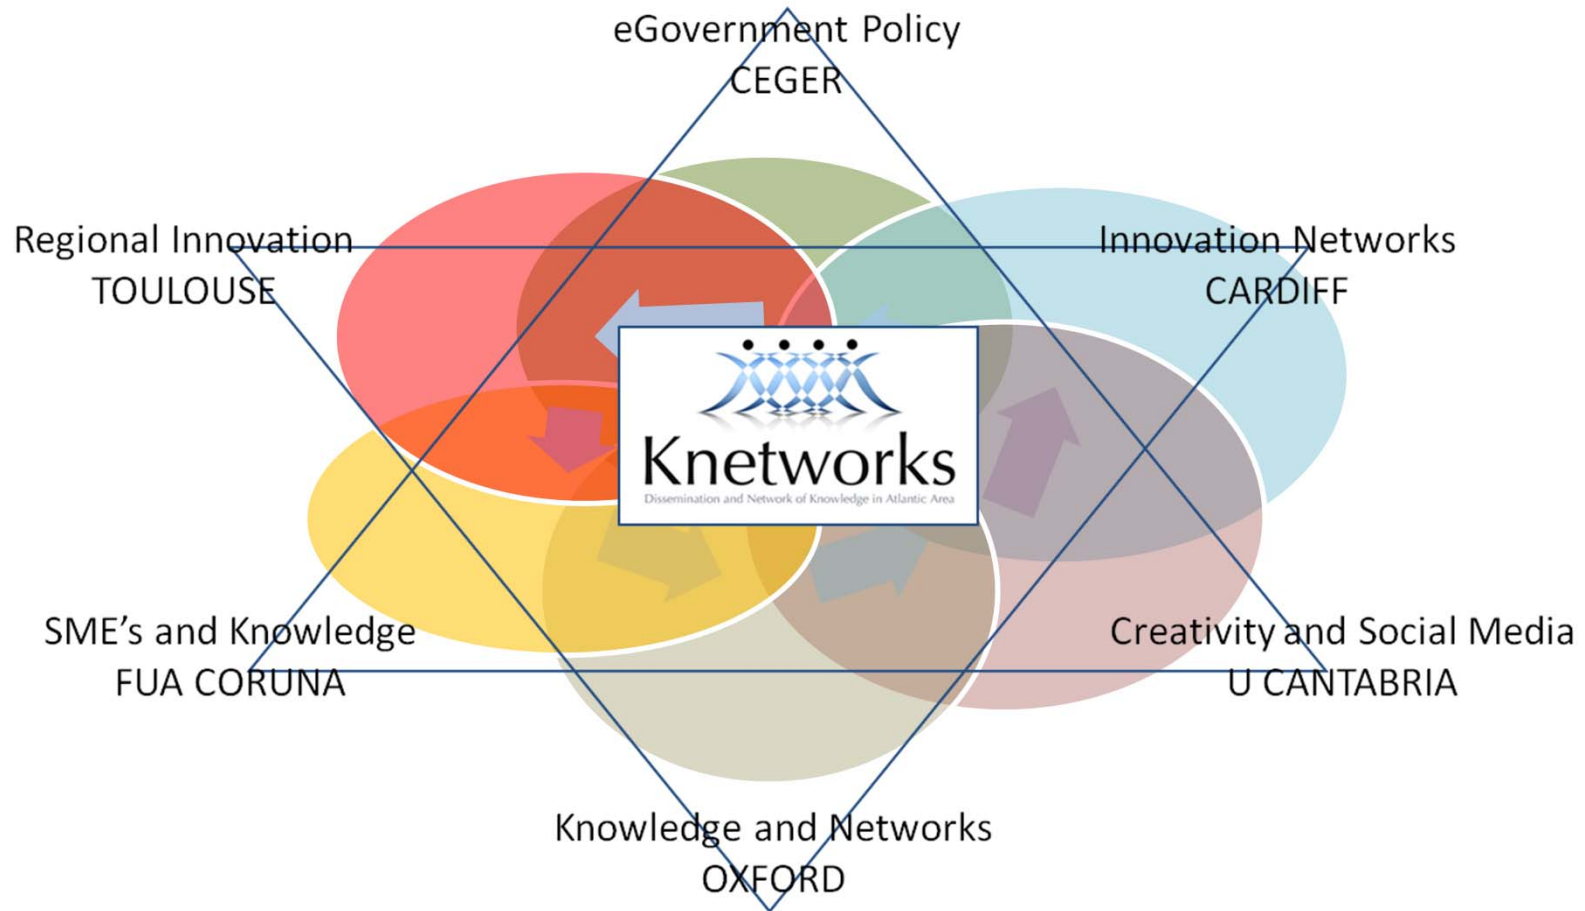 eGovernment Policy
CEGER
Regional Innovation
TOULOUSE
Innovation Networks
CARDIFF
Knetworks
Dissemination and Network of Knowledge in Atlantic Area
SME’s and Knowledge
FUA CORUNA
Creativity and Social Media
U CANTABRIA
Knowledge and Networks
OXFORD